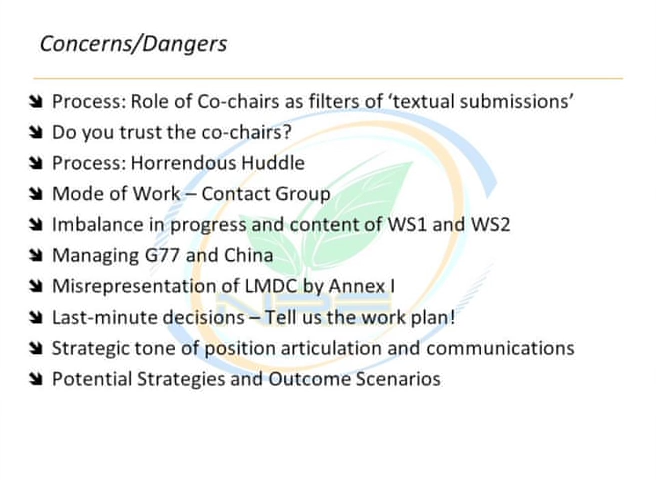 Concerns/Dangers
Process: Role of Co-chairs as filters of ‘textual submissions’
Do you trust the co-chairs?
Process: Horrendous Huddle
Mode of Work – Contact Group
Imbalance in progress and content of WS1 and WS2
Managing G77 and China
Misrepresentation of LMDC by Annex I
Last-minute decisions – Tell us the work plan!
Strategic tone of position articulation and communications
Potential Strategies and Outcome Scenarios